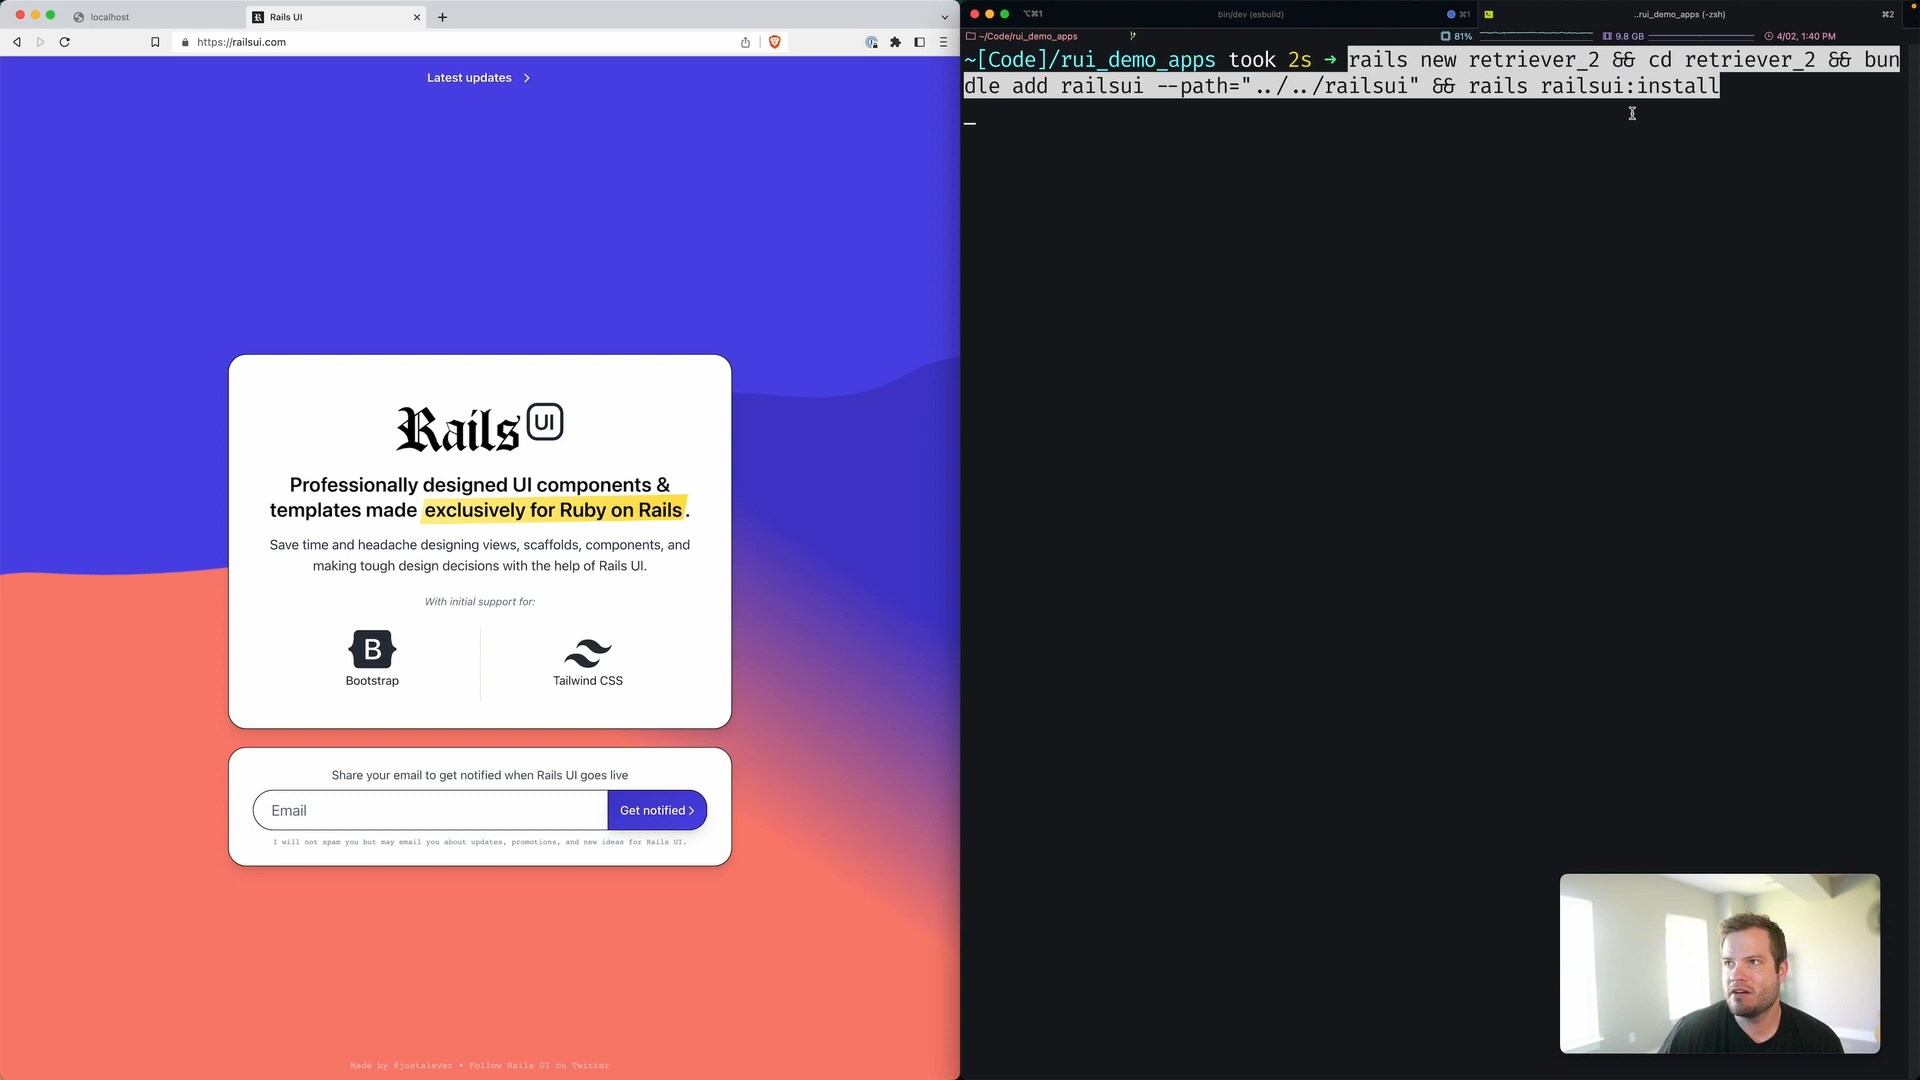 localhost
Rails UI
https://railsui.com
Latest updates
Rails UI
Professionally designed UI components &
templates made exclusively for Ruby on Rails.
Save time and headache designing views, scaffolds, components, and
making tough design decisions with the help of Rails UI.
With initial support for:
B
Bootstrap
Tailwind CSS
Share your email to get notified when Rails UI goes live
Email
Get notified
I will not spam you but may email you about updates, promotions, and new ideas for Rails UI.
Made by @justalever • Follow Rails UI on Twitter
⌥⌘1
bin/dev (esbuild)
⌘1
..rui_demo_apps (-zsh)
⌘2
~/Code/rui_demo_apps
81%
9.8 GB
4/02, 1:40 PM
~[Code]/rui_demo_apps took 2s → rails new retriever_2 && cd retriever_2 && bun
dle add railsui --path="../../railsui" && rails railsui:install